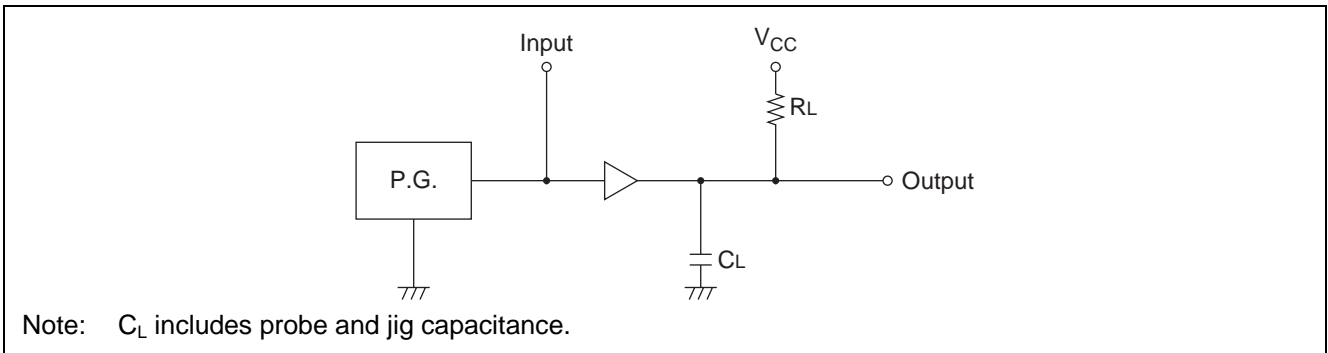 Input
VCC
RL
P.G.
Output
CL
Note: CL includes probe and jig capacitance.